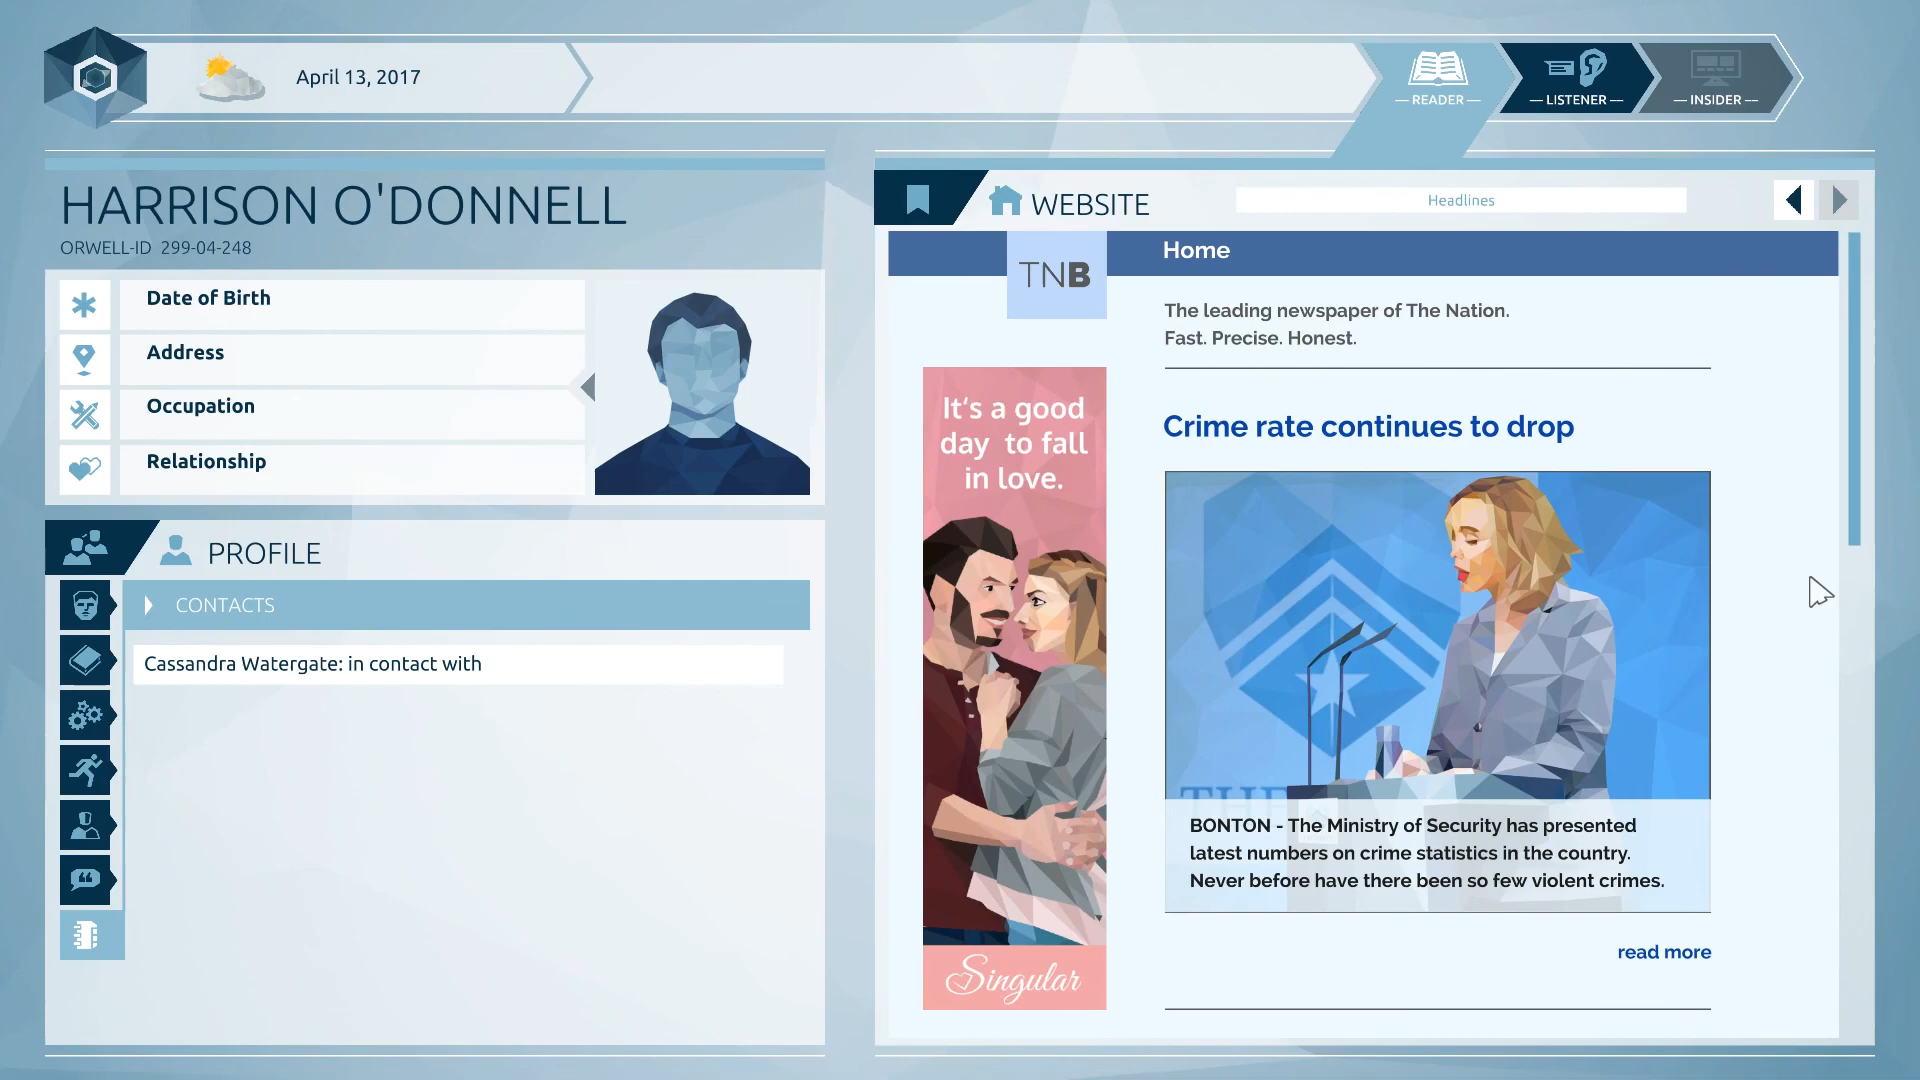 April 13, 2017
READER
LISTENER
INSIDER
HARRISON O'DONNELL
ORWELL-ID 299-04-248
Date of Birth
Address
Occupation
Relationship
PROFILE
CONTACTS
Cassandra Watergate: in contact with
WEBSITE
Headlines
Home
TNB
The leading newspaper of The Nation.
Fast. Precise. Honest.
It's a good
day to fall
in love.
Singular
Crime rate continues to drop
THE
BONTON - The Ministry of Security has presented
latest numbers on crime statistics in the country.
Never before have there been so few violent crimes.
read more